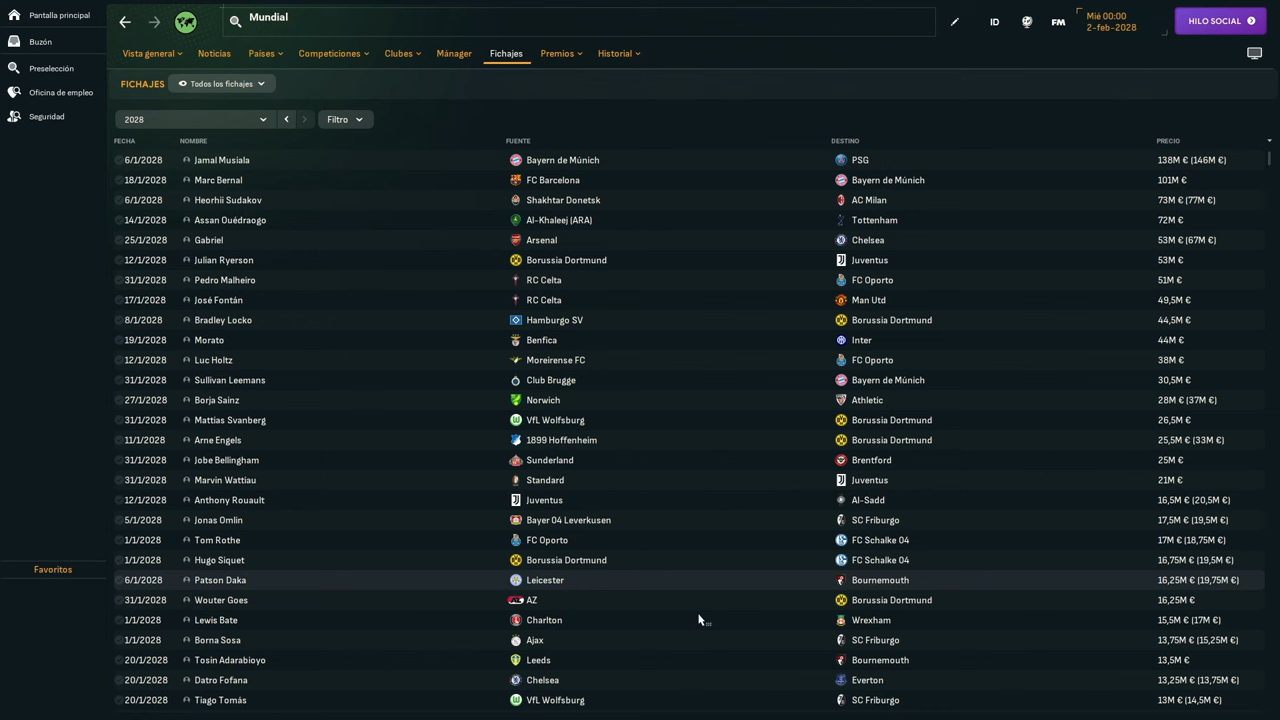 Pantalla principal
Buzón
Preselección
Oficina de empleo
Seguridad
Favoritos
Mundial
ID
FM
Mié 00:00
2-feb-2028
HILO SOCIAL
Vista general Noticias Países Competiciones Clubes Mánager Fichajes Premios Historial
FICHAJES Todos los fichajes
2028 Filtro
FECHA NOMBRE FUENTE DESTINO PRECIO
6/1/2028 Jamal Musiala Bayern de Múnich PSG 138M € (146M €)
18/1/2028 Marc Bernal FC Barcelona Bayern de Múnich 101M €
6/1/2028 Heorhii Sudakov Shakhtar Donetsk AC Milan 73M € (77M €)
14/1/2028 Assan Ouédraogo Al-Khaleej (ARA) Tottenham 72M €
25/1/2028 Gabriel Arsenal Chelsea 53M € (67M €)
12/1/2028 Julian Ryerson Borussia Dortmund Juventus 53M €
31/1/2028 Pedro Malheiro RC Celta FC Oporto 51M €
17/1/2028 José Fontán RC Celta Man Utd 49,5M €
8/1/2028 Bradley Locko Hamburgo SV Borussia Dortmund 44,5M €
19/1/2028 Morato Benfica Inter 44M €
12/1/2028 Luc Holtz Moreirense FC FC Oporto 38M €
31/1/2028 Sullivan Leemans Club Brugge Bayern de Múnich 30,5M €
27/1/2028 Borja Sainz Norwich Athletic 28M € (37M €)
31/1/2028 Mattias Svanberg VfL Wolfsburg Borussia Dortmund 26,5M €
11/1/2028 Arne Engels 1899 Hoffenheim Borussia Dortmund 25,5M € (33M €)
31/1/2028 Jobe Bellingham Sunderland Brentford 25M €
31/1/2028 Marvin Wattiau Standard Juventus 21M €
12/1/2028 Anthony Rouault Juventus Al-Sadd 16,5M € (20,5M €)
5/1/2028 Jonas Omlin Bayer 04 Leverkusen SC Friburgo 17,5M € (19,5M €)
1/1/2028 Tom Rothe FC Oporto FC Schalke 04 17M € (18,75M €)
1/1/2028 Hugo Siquet Borussia Dortmund FC Schalke 04 16,75M € (19,5M €)
6/1/2028 Patson Daka Leicester Bournemouth 16,25M € (19,75M €)
31/1/2028 Wouter Goes AZ Borussia Dortmund 16,25M €
1/1/2028 Lewis Bate Charlton Wrexham 15,5M € (17M €)
1/1/2028 Borna Sosa Ajax SC Friburgo 13,75M € (15,25M €)
20/1/2028 Tosin Adarabioyo Leeds Bournemouth 13,5M €
20/1/2028 Datro Fofana Chelsea Everton 13,25M € (13,75M €)
20/1/2028 Tiago Tomás VfL Wolfsburg SC Friburgo 13M € (14,5M €)